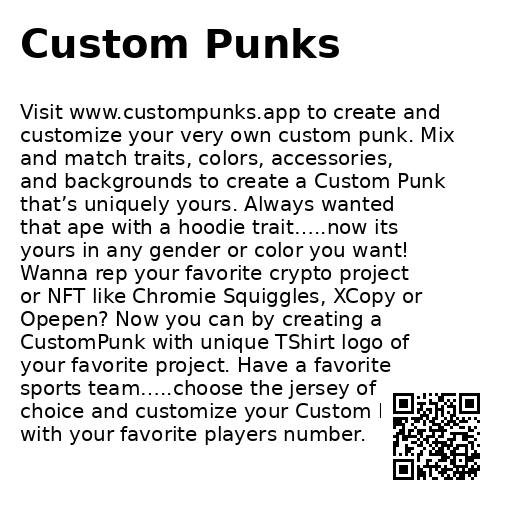 Custom Punks
Visit www.custompunks.app to create and
customize your very own custom punk. Mix
and match traits, colors, accessories,
and backgrounds to create a Custom Punk
that’s uniquely yours. Always wanted
that ape with a hoodie trait.....now its
yours in any gender or color you want!
Wanna rep your favorite crypto project
or NFT like Chromie Squiggles, XCopy or
Opepen? Now you can by creating a
CustomPunk with unique TShirt logo of
your favorite project. Have a favorite
sports team.....choose the jersey of
choice and customize your Custom
with your favorite players number.